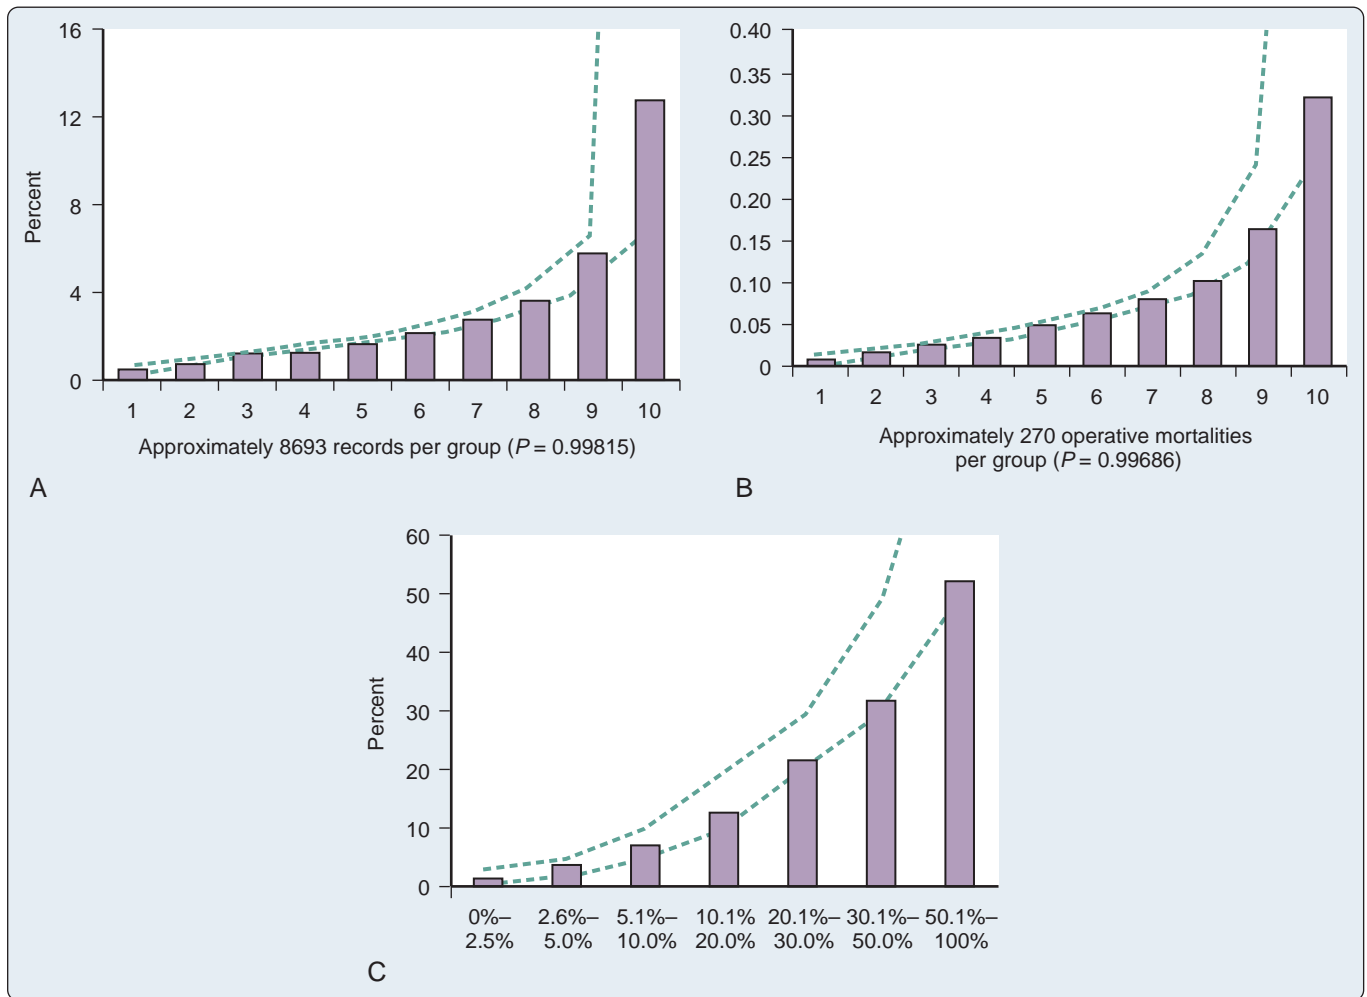 16
12
8
4
0
Percent
1 2 3 4 5 6 7 8 9 10
Approximately 8693 records per group (P = 0.99815)
A
0.40
0.35
0.30
0.25
0.20
0.15
0.10
0.05
0
1 2 3 4 5 6 7 8 9 10
Approximately 270 operative mortalities
per group (P = 0.99686)
B
60
50
40
30
20
10
0
Percent
0%– 2.6%– 5.1%– 10.1% 20.1%– 30.1%– 50.1%–
2.5% 5.0% 10.0% 20.0% 30.0% 50.0% 100%
C